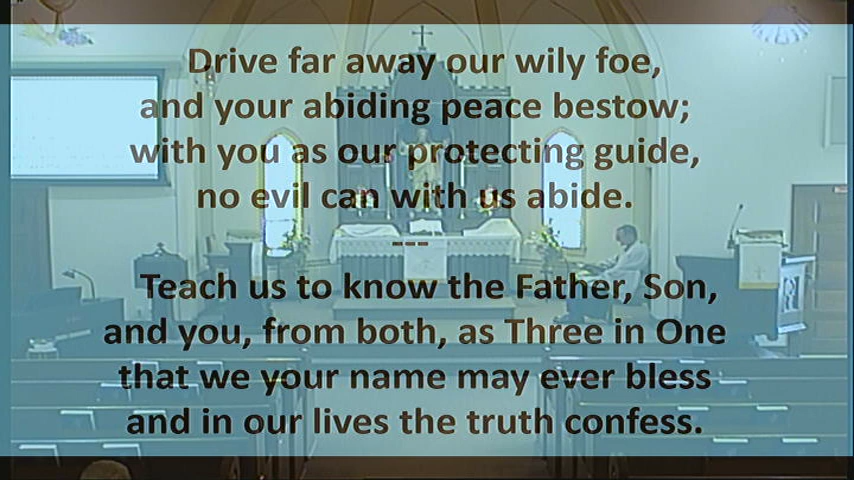 Drive far away our wily foe,
and your abiding peace bestow;
with you as our protecting guide,
no evil can with us abide.
---
Teach us to know the Father, Son,
and you, from both, as Three in One
that we your name may ever bless
and in our lives the truth confess.